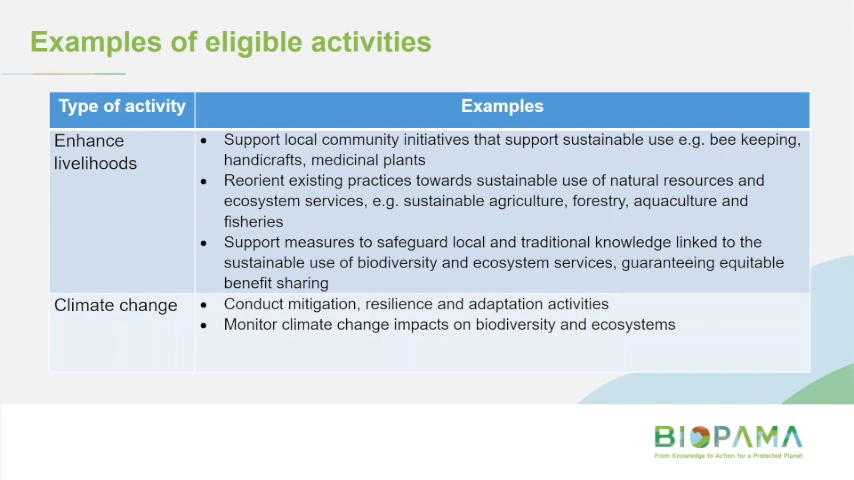 Examples of eligible activities
Type of activity
Examples
Enhance
livelihoods
• Support local community initiatives that support sustainable use e.g. bee keeping,
handicrafts, medicinal plants
• Reorient existing practices towards sustainable use of natural resources and
ecosystem services, e.g. sustainable agriculture, forestry, aquaculture and
fisheries
• Support measures to safeguard local and traditional knowledge linked to the
sustainable use of biodiversity and ecosystem services, guaranteeing equitable
benefit sharing
Climate change
• Conduct mitigation, resilience and adaptation activities
• Monitor climate change impacts on biodiversity and ecosystems
BIOPAMA
From Knowledge to Action for a Protected Planet